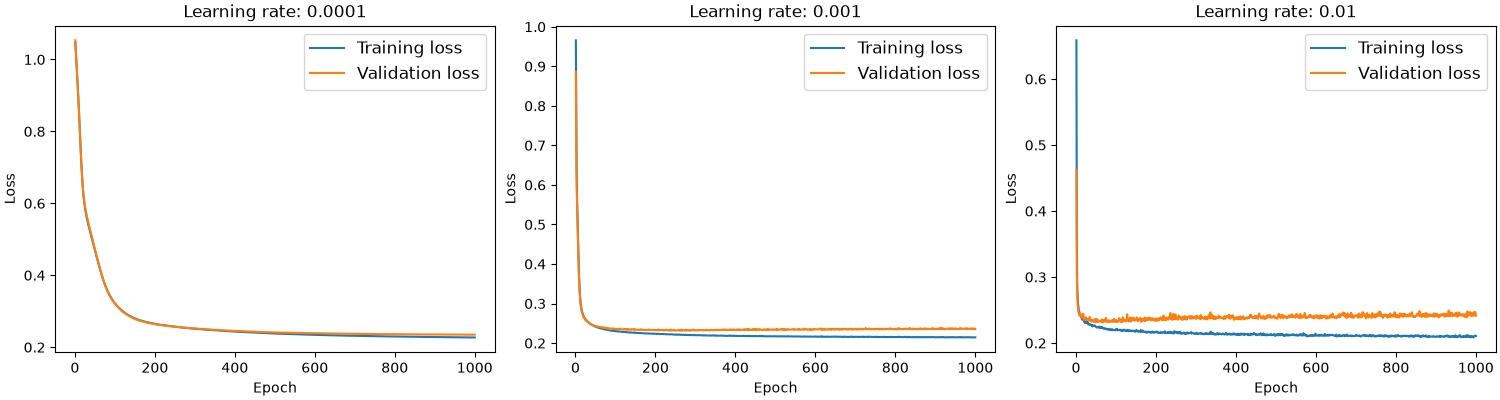 Learning rate: 0.0001
Training loss
Validation loss
1.0
0.8
0.6
0.4
0.2
Loss
0 200 400 600 800 1000
Epoch
Learning rate: 0.001
Training loss
Validation loss
1.0
0.9
0.8
0.7
0.6
0.5
0.4
0.3
0.2
Loss
0 200 400 600 800 1000
Epoch
Learning rate: 0.01
Training loss
Validation loss
0.6
0.5
0.4
0.3
0.2
Loss
0 200 400 600 800 1000
Epoch